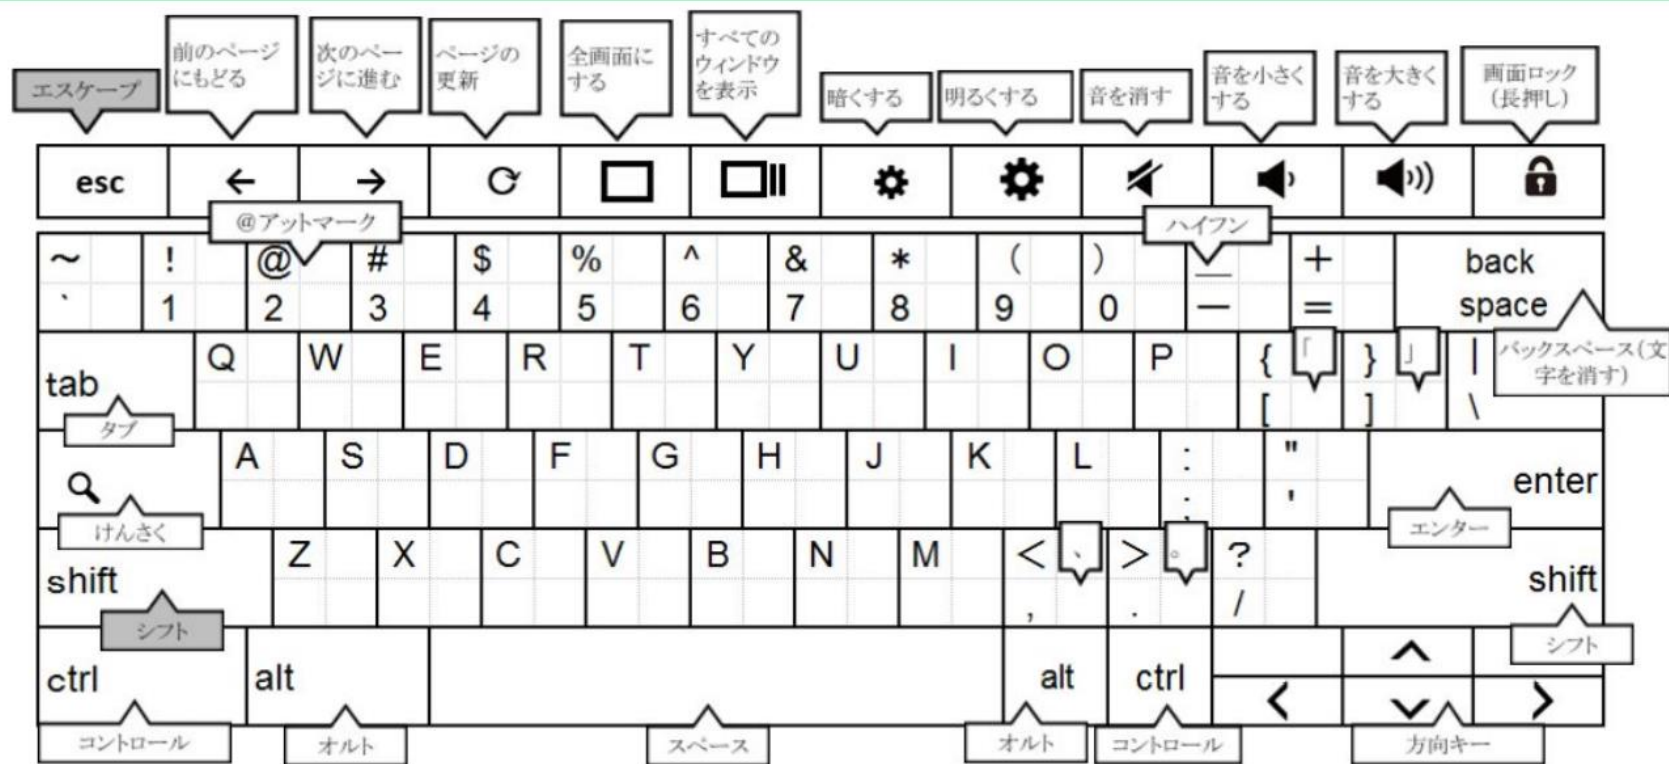 エスケープ
前のページ
にもどる
次のペー
ジに進む
ページの
更新
全画面に
する
すべての
ウィンドウ
を表示
暗くする
明るくする
音を消す
音を小さく
する
音を大きく
する
画面ロック
(長押し)
esc
@アットマーク
ハイフン
~ ! @ # $ % ^ & * ( ) _ +
` 1 2 3 4 5 6 7 8 9 0 - =
back
space
バックスペース(文
字を消す)
tab
Q W E R T Y U I O P { 「 } 」 |
[ ] \
タブ
A S D F G H J K L : "
; '
enter
けんさく
エンター
shift
Z X C V B N M < 、 > 。 ?
, . /
shift
シフト
シフト
ctrl
alt
alt
ctrl
コントロール
オルト
スペース
オルト
コントロール
方向キー